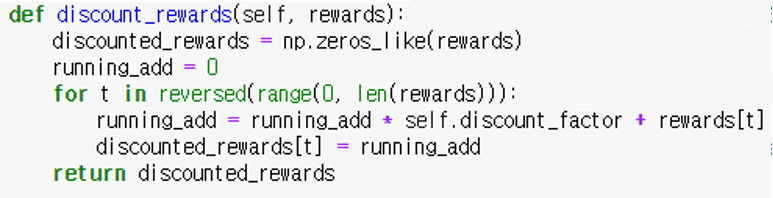 def discount_rewards(self, rewards):
    discounted_rewards = np.zeros_like(rewards)
    running_add = 0
    for t in reversed(range(0, len(rewards))):
        running_add = running_add * self.discount_factor + rewards[t]
        discounted_rewards[t] = running_add
    return discounted_rewards